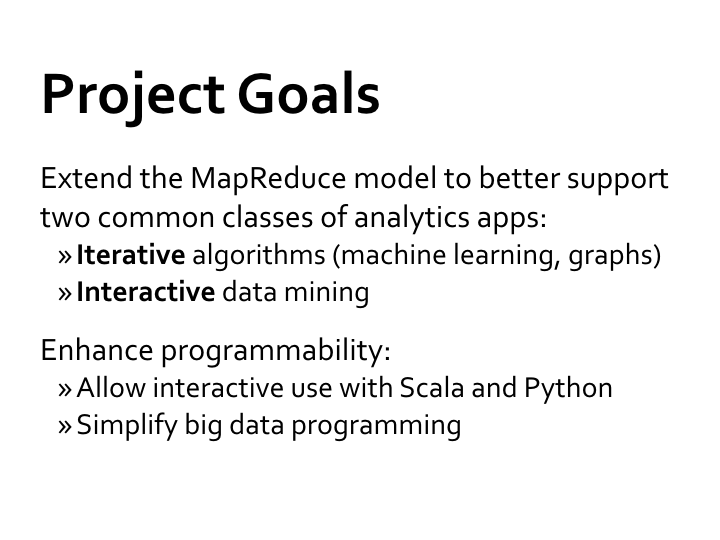 Project Goals
Extend the MapReduce model to better support
two common classes of analytics apps:
» Iterative algorithms (machine learning, graphs)
» Interactive data mining
Enhance programmability:
» Allow interactive use with Scala and Python
» Simplify big data programming